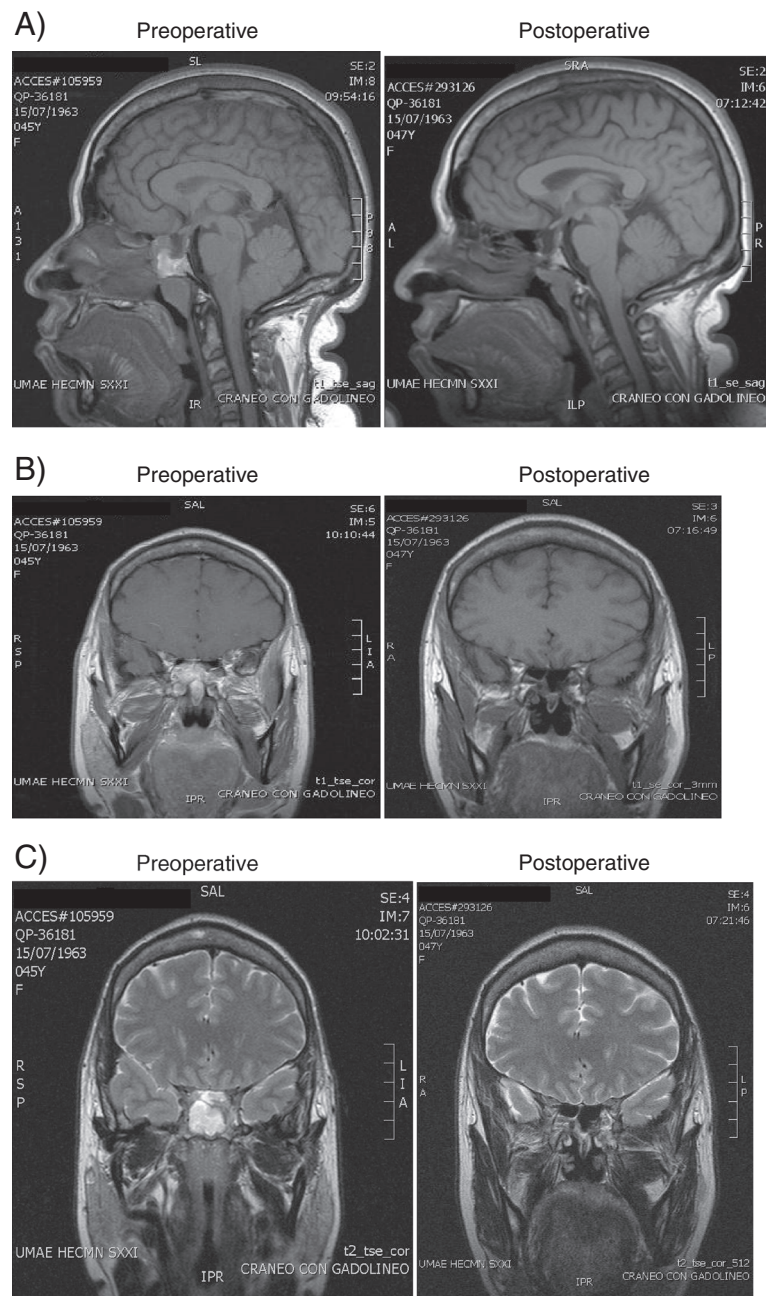 A)
Preoperative
Postoperative
SL
ACCES#105959
QP-36181
15/07/1963
045Y
F
SE:2
IM:8
09:54:16
A
1
3
1
P
9
8
UMAE HECMN SXXI
t1_tse_sag
CRANEO CON GADOLINEO
IR
SRA
ACCES#293126
QP-36181
15/07/1963
047Y
F
SE:2
IM:6
07:12:42
A
L
P
R
UMAE HECMN SXXI
t1_se_sag
CRANEO CON GADOLINEO
ILP
B)
Preoperative
Postoperative
SAL
ACCES#105959
QP-36181
15/07/1963
045Y
F
SE:6
IM:5
10:10:44
R
S
P
L
I
A
UMAE HECMN SXXI
t1_tse_cor
CRANEO CON GADOLINEO
IPR
SAL
ACCES#293126
QP-36181
15/07/1963
047Y
F
SE:3
IM:6
07:16:49
R
A
L
P
UMAE HECMN SXXI
t1_se_cor_3mm
CRANEO CON GADOLINEO
IPR
C)
Preoperative
Postoperative
SAL
ACCES#105959
QP-36181
15/07/1963
045Y
F
SE:4
IM:7
10:02:31
R
S
P
L
I
A
UMAE HECMN SXXI
t2_tse_cor
CRANEO CON GADOLINEO
IPR
SAL
ACCES#293126
QP-36181
15/07/1963
047Y
F
SE:4
IM:6
07:21:46
R
A
L
P
UMAE HECMN SXXI
t2_tse_cor_512
CRANEO CON GADOLINEO
IPR